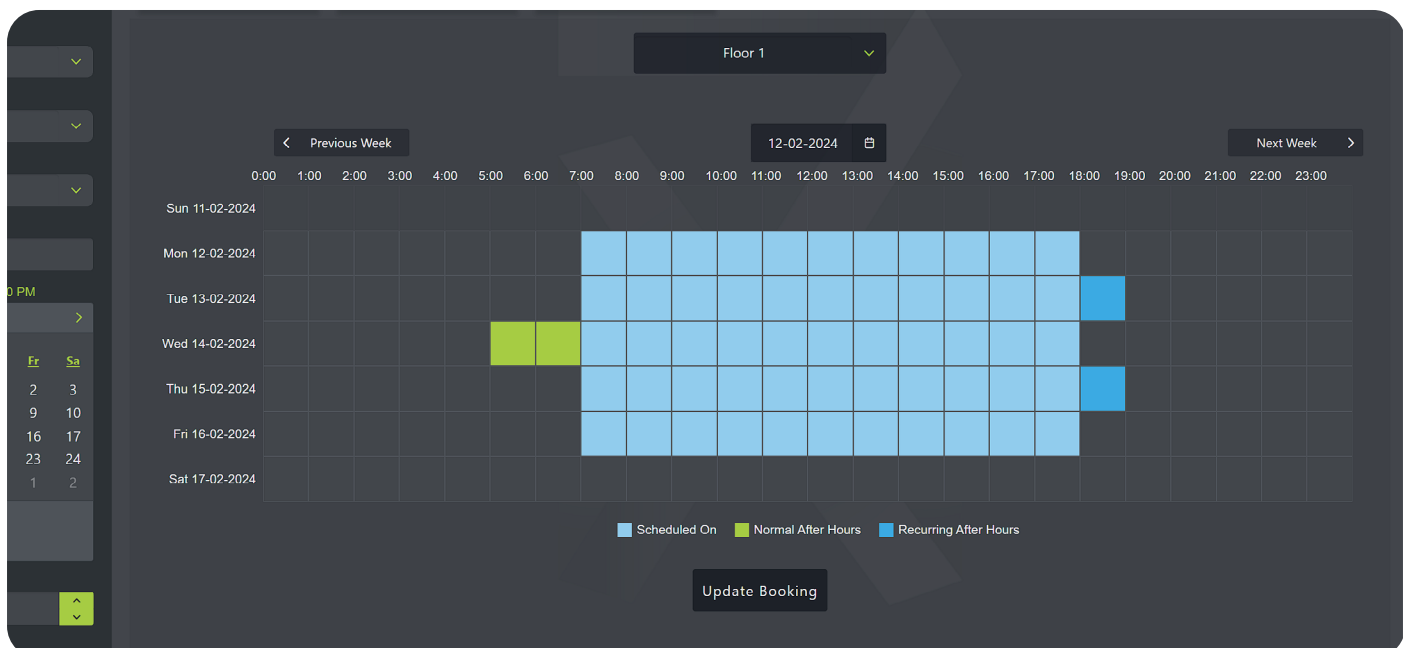 Floor 1
Previous Week
12-02-2024
Next Week
0:00 1:00 2:00 3:00 4:00 5:00 6:00 7:00 8:00 9:00 10:00 11:00 12:00 13:00 14:00 15:00 16:00 17:00 18:00 19:00 20:00 21:00 22:00 23:00
Sun 11-02-2024
Mon 12-02-2024
Tue 13-02-2024
Wed 14-02-2024
Thu 15-02-2024
Fri 16-02-2024
Sat 17-02-2024
Scheduled On Normal After Hours Recurring After Hours
Update Booking
0 PM
Fr Sa
2 3
9 10
16 17
23 24
1 2